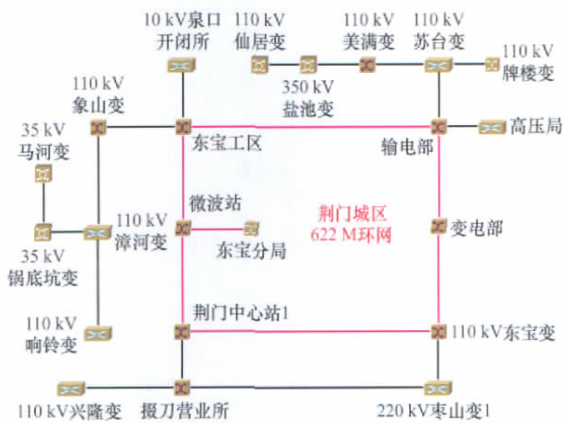 10 kV泉口
开闭所
110 kV
仙居变
350 kV
盐池变
110 kV
美满变
110 kV
苏台变
110 kV
牌楼变
110 kV
象山变
东宝工区
输电部
高压局
35 kV
马河变
微波站
东宝分局
荆门城区
622 M环网
变电部
110 kV
漳河变
35 kV
锅底坑变
荆门中心站1
110 kV东宝变
110 kV
响铃变
110 kV兴隆变
掇刀营业所
220 kV枣山变1